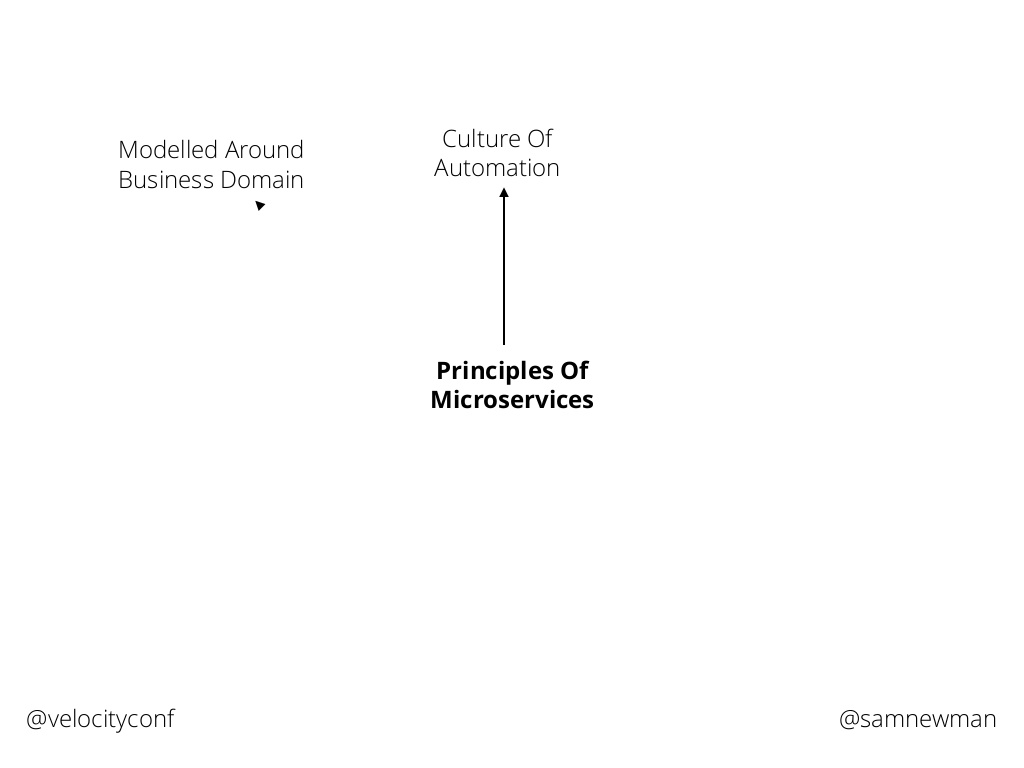 Modelled Around
Business Domain
Culture Of
Automation
Principles Of
Microservices
@velocityconf
@samnewman